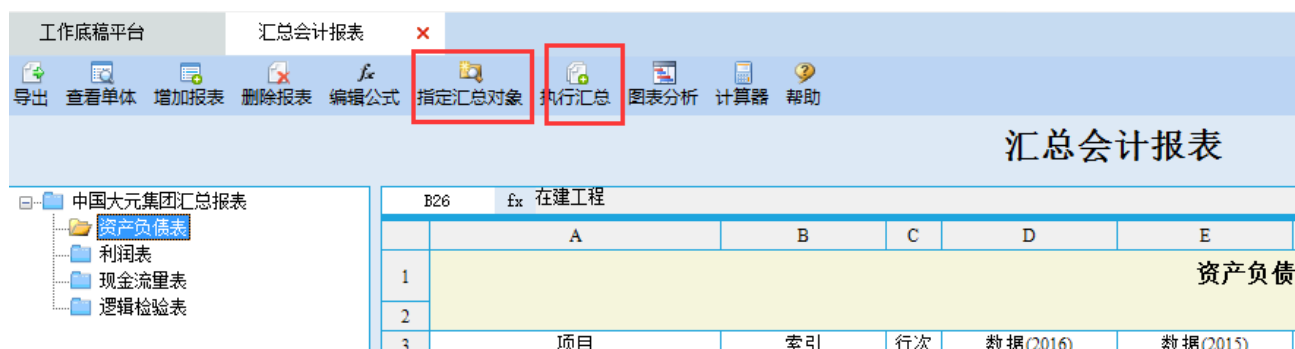 工作底稿平台 汇总会计报表
导出 查看单体 增加报表 删除报表 编辑公式 指定汇总对象 执行汇总 图表分析 计算器 帮助
汇总会计报表
中国大元集团汇总报表
资产负债表
利润表
现金流量表
逻辑检验表
B26 fx 在建工程
A B C D E
1 资产负债
2
3 项目 索引 行次 数据(2016) 数据(2015)